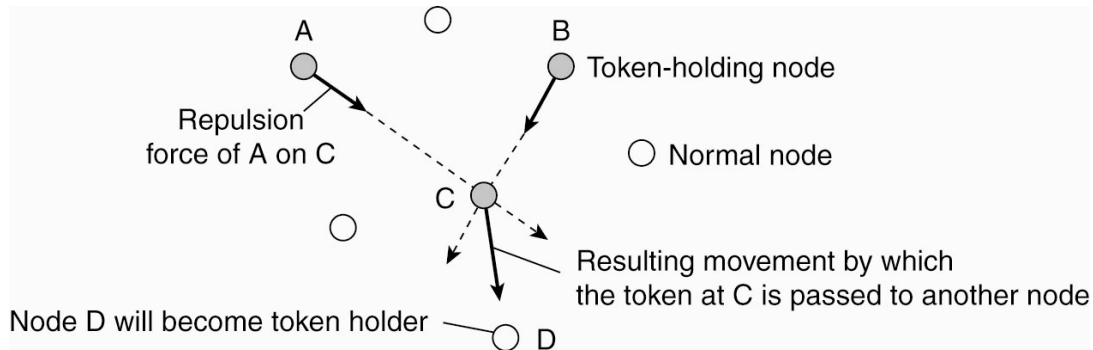 A
B
Token-holding node
Repulsion
force of A on C
Normal node
C
Resulting movement by which
the token at C is passed to another node
Node D will become token holder
D